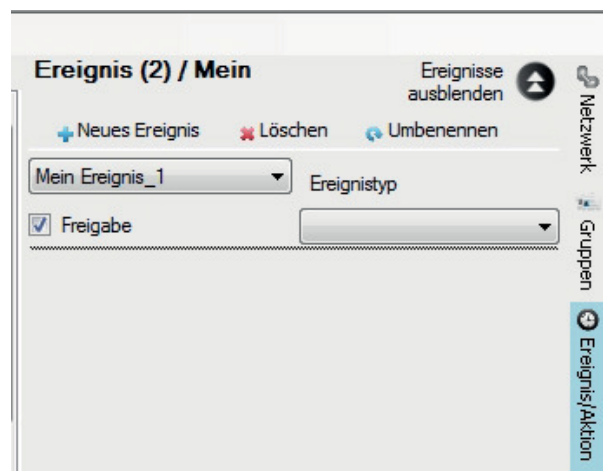 Ereignis (2) / Mein
Ereignisse
ausblenden
Neues Ereignis
Löschen
Umbenennen
Mein Ereignis_1
Ereignistyp
Freigabe
Netzwerk
Gruppen
Ereignis/Aktion